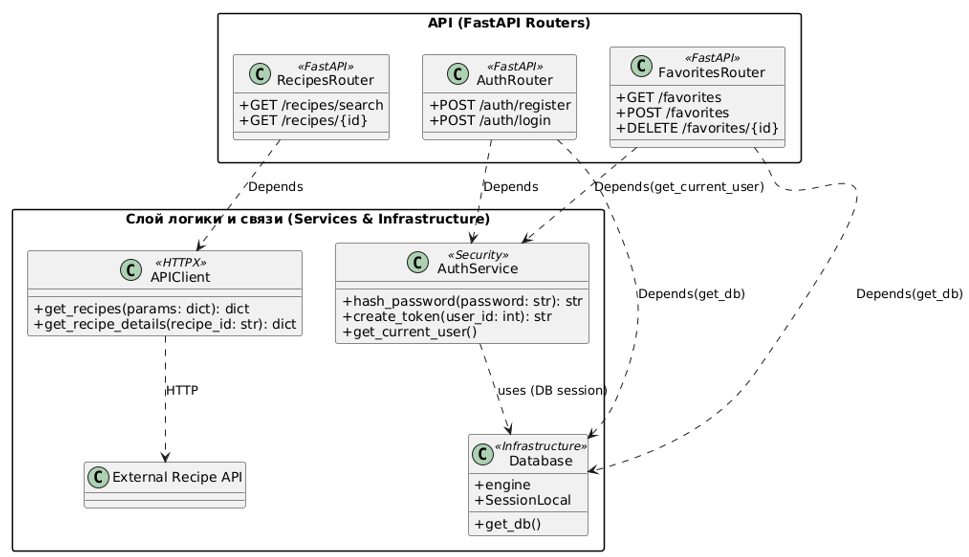 API (FastAPI Routers)
C
«FastAPI»
RecipesRouter
+GET /recipes/search
+GET /recipes/{id}
C
«FastAPI»
AuthRouter
+POST /auth/register
+POST /auth/login
C
«FastAPI»
FavoritesRouter
+GET /favorites
+POST /favorites
+DELETE /favorites/{id}
Depends
Depends
Depends(get_current_user)
Слой логики и связи (Services & Infrastructure)
C
«HTTPX»
APIClient
+get_recipes(params: dict): dict
+get_recipe_details(recipe_id: str): dict
C
«Security»
AuthService
+hash_password(password: str): str
+create_token(user_id: int): str
+get_current_user()
Depends(get_db)
Depends(get_db)
HTTP
uses (DB session)
C
External Recipe API
C
«Infrastructure»
Database
+engine
+SessionLocal
+get_db()